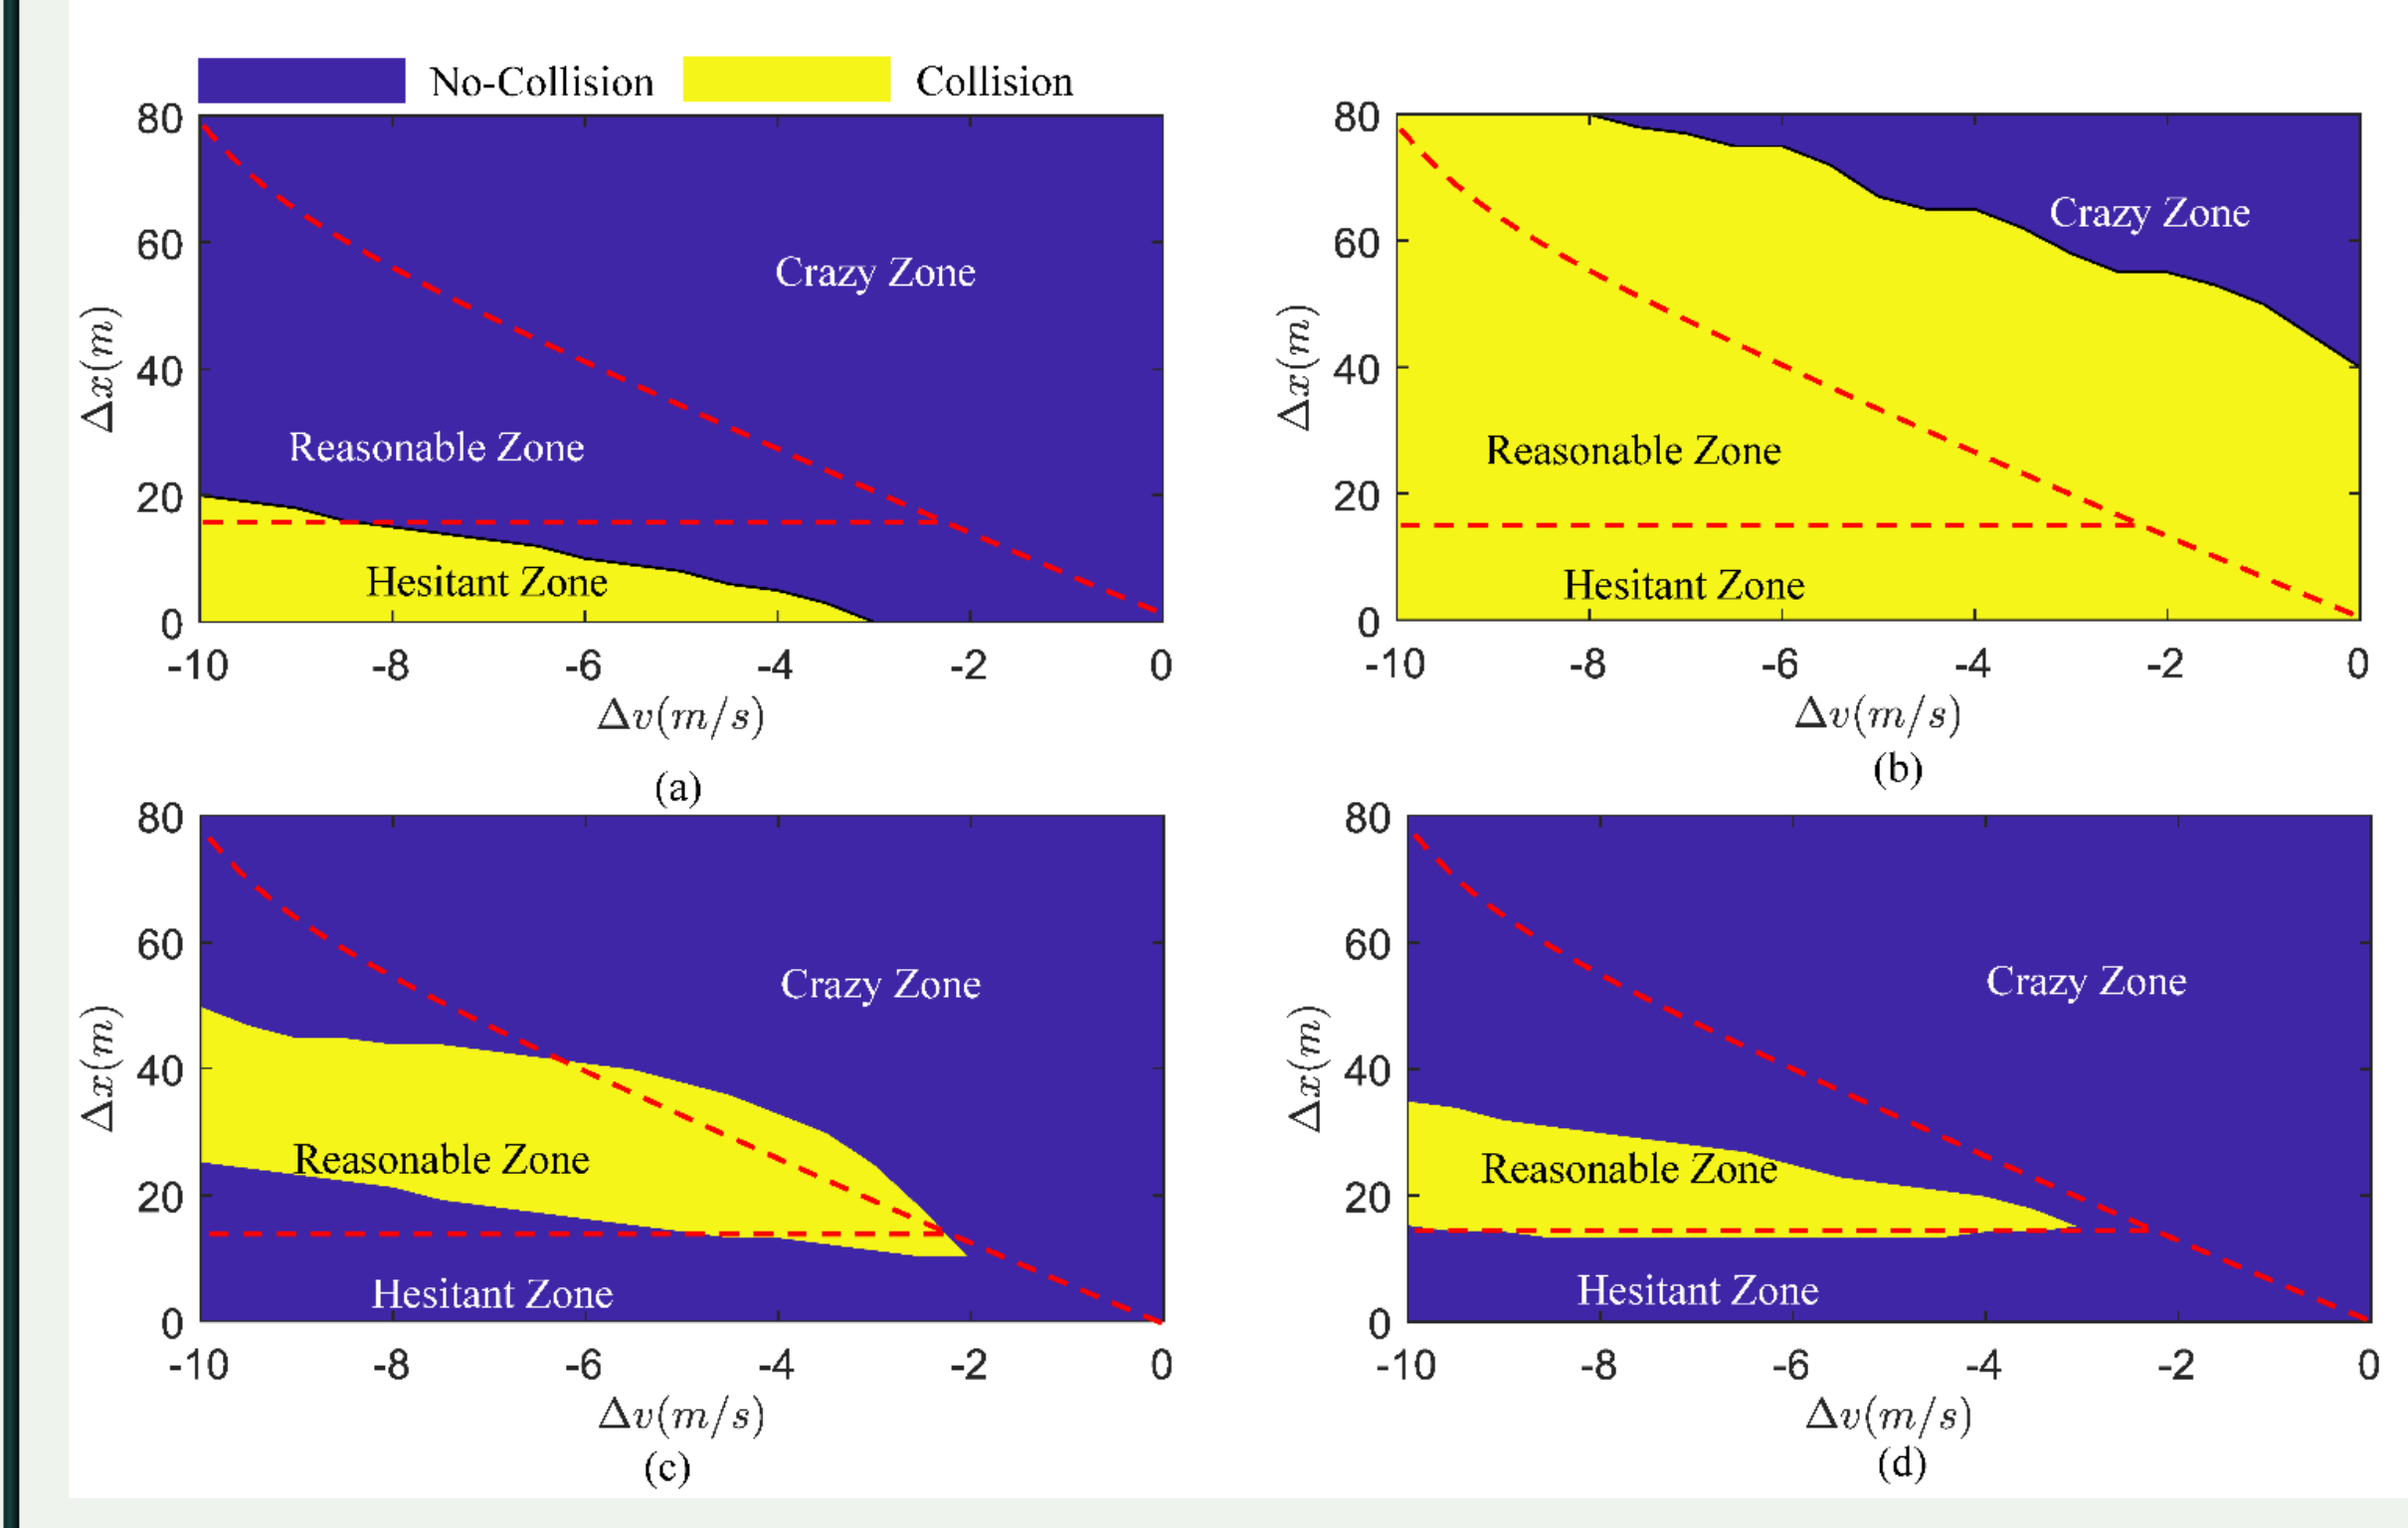 No-Collision Collision
80
60
40
20
0
Δx(m)
Crazy Zone
Reasonable Zone
Hesitant Zone
-10 -8 -6 -4 -2 0
Δv(m/s)
(a)
80
60
40
20
0
Δx(m)
Crazy Zone
Reasonable Zone
Hesitant Zone
-10 -8 -6 -4 -2 0
Δv(m/s)
(b)
80
60
40
20
0
Δx(m)
Crazy Zone
Reasonable Zone
Hesitant Zone
-10 -8 -6 -4 -2 0
Δv(m/s)
(c)
80
60
40
20
0
Δx(m)
Crazy Zone
Reasonable Zone
Hesitant Zone
-10 -8 -6 -4 -2 0
Δv(m/s)
(d)